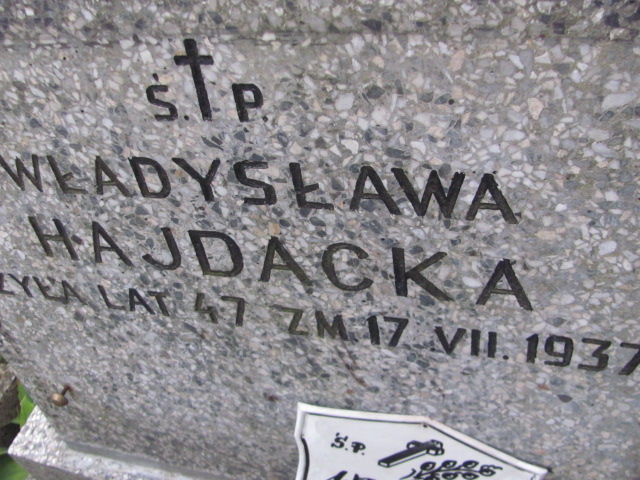 Ś. P.
WŁADYSŁAWA
HAJDACKA
ŻYŁA LAT 47 ZM. 17 VII. 1937
Ś.P.